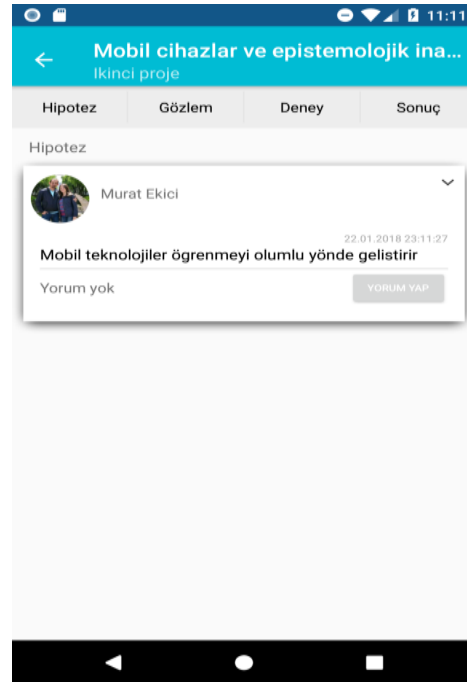 11:11
Mobil cihazlar ve epistemolojik ina...
Ikinci proje
Hipotez Gözlem Deney Sonuç
Hipotez
Murat Ekici
22.01.2018 23:11:27
Mobil teknolojiler ögrenmeyi olumlu yönde gelistirir
Yorum yok YORUM YAP